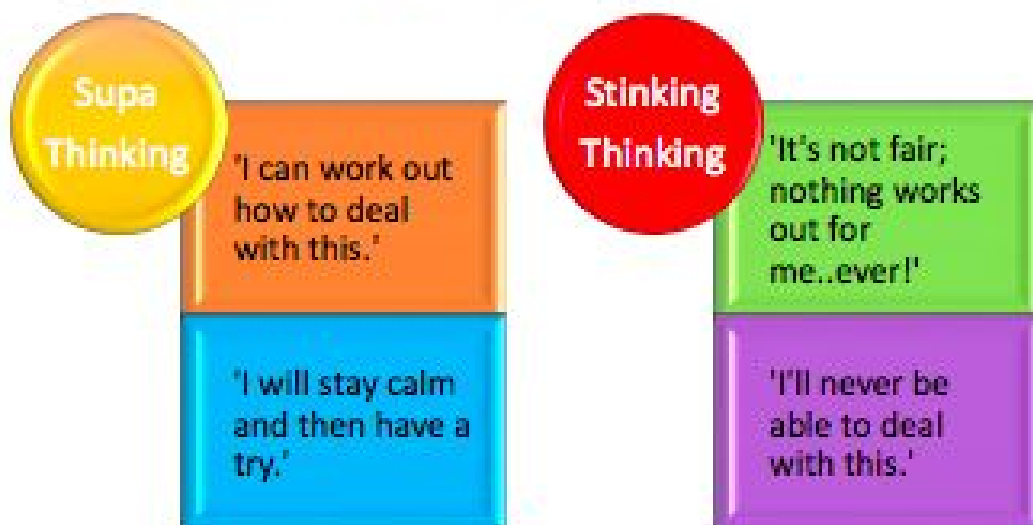 Supa
Thinking
'I can work out
how to deal
with this.'
'I will stay calm
and then have a
try.'
Stinking
Thinking
'It's not fair;
nothing works
out for
me..ever!'
'I'll never be
able to deal
with this.'